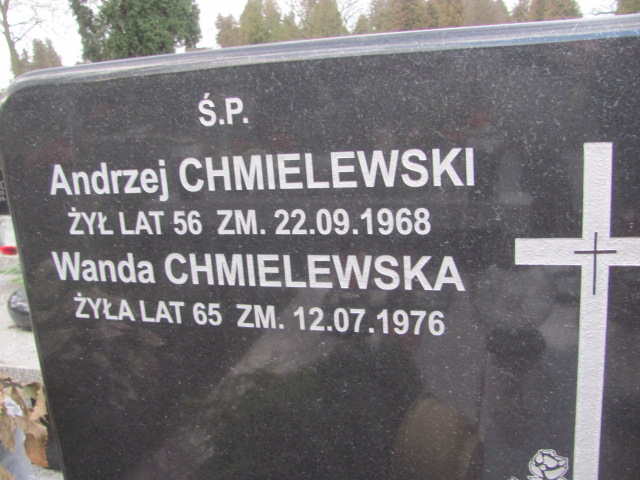 Ś.P.
Andrzej CHMIELEWSKI
ŻYŁ LAT 56 ZM. 22.09.1968
Wanda CHMIELEWSKA
ŻYŁA LAT 65 ZM. 12.07.1976